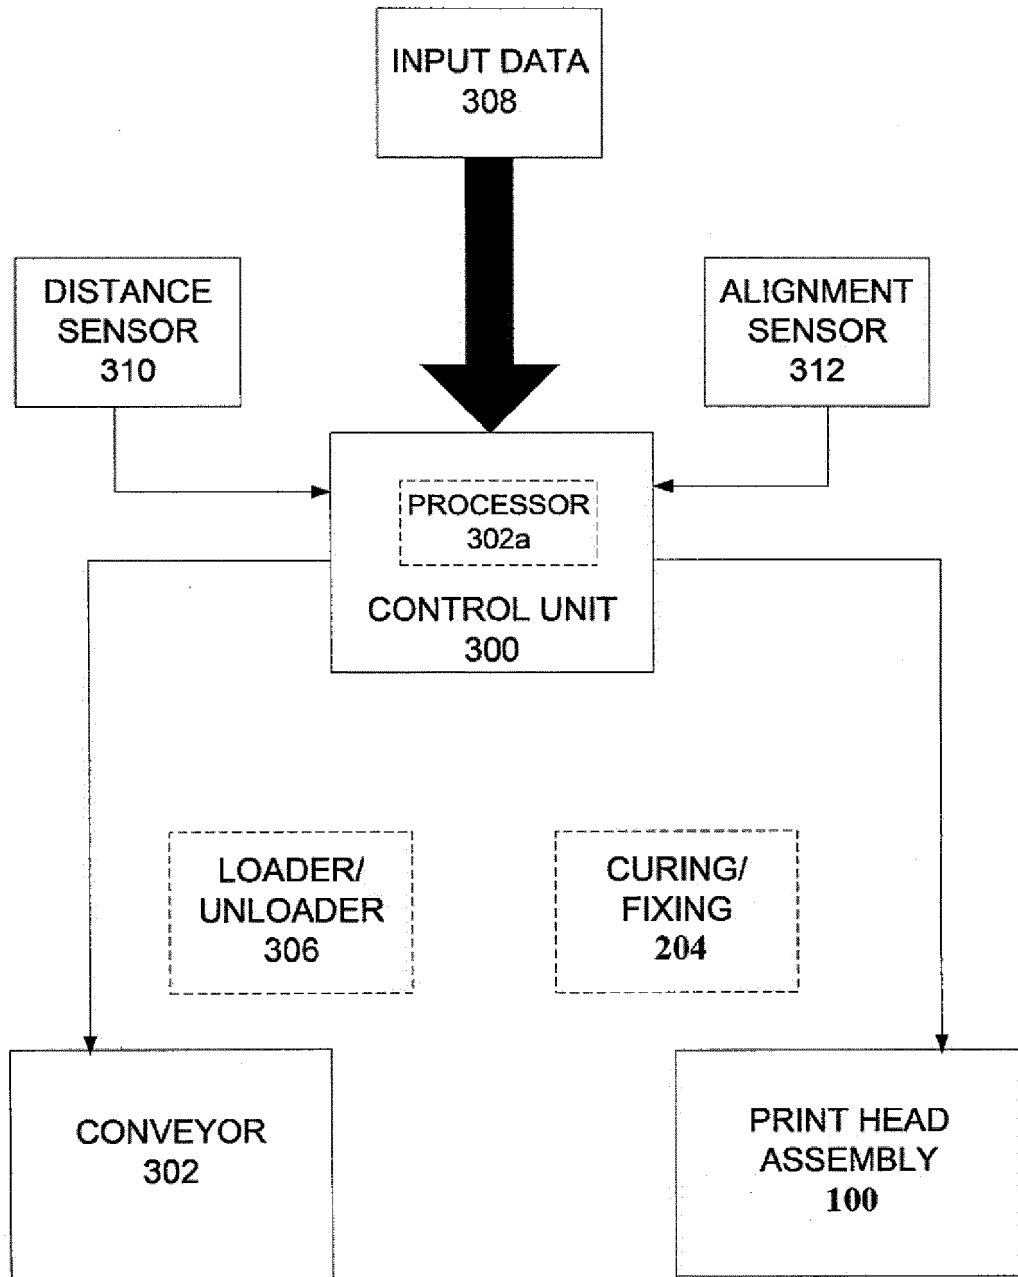 INPUT DATA
308
DISTANCE
SENSOR
310
ALIGNMENT
SENSOR
312
PROCESSOR
302a
CONTROL UNIT
300
LOADER/
UNLOADER
306
CURING/
FIXING
204
CONVEYOR
302
PRINT HEAD
ASSEMBLY
100